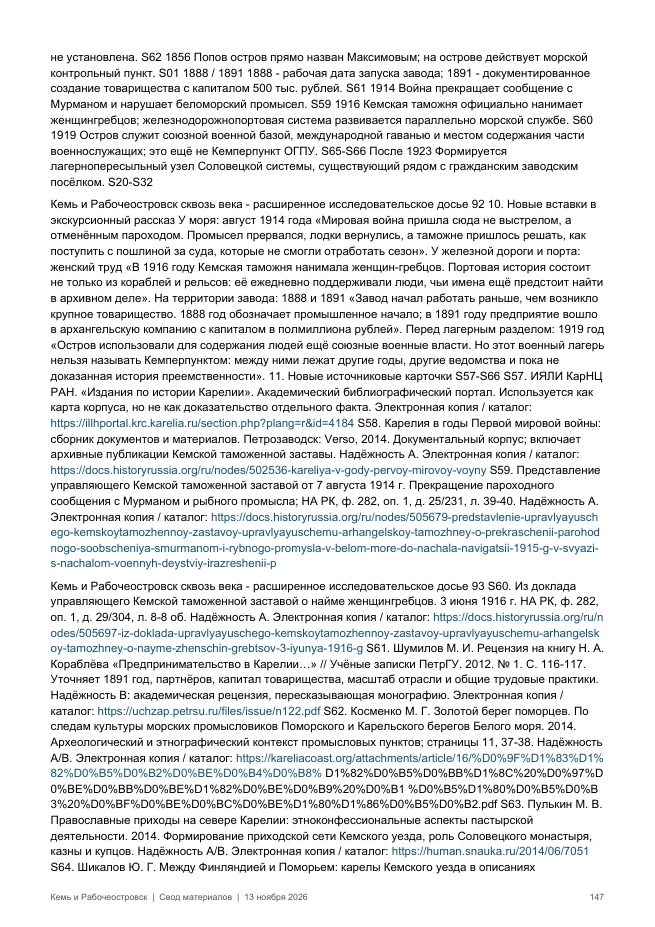 не установлена. S62 1856 Попов остров прямо назван Максимовым; на острове действует морской
контрольный пункт. S01 1888 / 1891 1888 - рабочая дата запуска завода; 1891 - документированное
создание товарищества с капиталом 500 тыс. рублей. S61 1914 Война прекращает сообщение с
Мурманом и нарушает беломорский промысел. S59 1916 Кемская таможня официально нанимает
женщингребцов; железнодорожнопортовая система развивается параллельно морской службе. S60
1919 Остров служит союзной военной базой, международной гаванью и местом содержания части
военнослужащих; это ещё не Кемперпункт ОГПУ. S65-S66 После 1923 Формируется
лагернопересыльный узел Соловецкой системы, существующий рядом с гражданским заводским
посёлком. S20-S32
Кемь и Рабочеостровск сквозь века - расширенное исследовательское досье 92 10. Новые вставки в
экскурсионный рассказ У моря: август 1914 года «Мировая война пришла сюда не выстрелом, а
отменённым пароходом. Промысел прервался, лодки вернулись, а таможне пришлось решать, как
поступить с пошлиной за суда, которые не смогли отработать сезон». У железной дороги и порта:
женский труд «В 1916 году Кемская таможня нанимала женщин-гребцов. Портовая история состоит
не только из кораблей и рельсов: её ежедневно поддерживали люди, чьи имена ещё предстоит найти
в архивном деле». На территории завода: 1888 и 1891 «Завод начал работать раньше, чем возникло
крупное товарищество. 1888 год обозначает промышленное начало; в 1891 году предприятие вошло
в архангельскую компанию с капиталом в полмиллиона рублей». Перед лагерным разделом: 1919 год
«Остров использовали для содержания людей ещё союзные военные власти. Но этот военный лагерь
нельзя называть Кемперпунктом: между ними лежат другие годы, другие ведомства и пока не
доказанная история преемственности». 11. Новые источниковые карточки S57-S66 S57. ИЯЛИ КарНЦ
РАН. «Издания по истории Карелии». Академический библиографический портал. Используется как
карта корпуса, но не как доказательство отдельного факта. Электронная копия / каталог:
https://illhportal.krc.karelia.ru/section.php?plang=r&id=4184 S58. Карелия в годы Первой мировой войны:
сборник документов и материалов. Петрозаводск: Verso, 2014. Документальный корпус; включает
архивные публикации Кемской таможенной заставы. Надёжность А. Электронная копия / каталог:
https://docs.historyrussia.org/ru/nodes/502536-kareliya-v-gody-pervoy-mirovoy-voyny S59. Представление
управляющего Кемской таможенной заставой от 7 августа 1914 г. Прекращение пароходного
сообщения с Мурманом и рыбного промысла; НА РК, ф. 282, оп. 1, д. 25/231, л. 39-40. Надёжность А.
Электронная копия / каталог: https://docs.historyrussia.org/ru/nodes/505679-predstavlenie-upravlyayusch
ego-kemskoytamozhennoy-zastavoy-upravlyayuschemu-arhangelskoy-tamozhney-o-prekraschenii-parohod
nogo-soobscheniya-smurmanom-i-rybnogo-promysla-v-belom-more-do-nachala-navigatsii-1915-g-v-svyazi-
s-nachalom-voennyh-deystviy-irazreshenii-p
Кемь и Рабочеостровск сквозь века - расширенное исследовательское досье 93 S60. Из доклада
управляющего Кемской таможенной заставой о найме женщингребцов. 3 июня 1916 г. НА РК, ф. 282,
оп. 1, д. 29/304, л. 8-8 об. Надёжность А. Электронная копия / каталог: https://docs.historyrussia.org/ru/n
odes/505697-iz-doklada-upravlyayuschego-kemskoytamozhennoy-zastavoy-upravlyayuschemu-arhangelsk
oy-tamozhney-o-nayme-zhenschin-grebtsov-3-iyunya-1916-g S61. Шумилов М. И. Рецензия на книгу Н. А.
Кораблёва «Предпринимательство в Карелии…» // Учёные записки ПетрГУ. 2012. № 1. С. 116-117.
Уточняет 1891 год, партнёров, капитал товарищества, масштаб отрасли и общие трудовые практики.
Надёжность В: академическая рецензия, пересказывающая монографию. Электронная копия /
каталог: https://uchzap.petrsu.ru/files/issue/n122.pdf S62. Косменко М. Г. Золотой берег поморцев. По
следам культуры морских промысловиков Поморского и Карельского берегов Белого моря. 2014.
Археологический и этнографический контекст промысловых пунктов; страницы 11, 37-38. Надёжность
А/В. Электронная копия / каталог: https://kareliacoast.org/attachments/article/16/%D0%9F%D1%83%D1%
82%D0%B5%D0%B2%D0%BE%D0%B4%D0%B8% D1%82%D0%B5%D0%BB%D1%8C%20%D0%97%D
0%BE%D0%BB%D0%BE%D1%82%D0%BE%D0%B9%20%D0%B1 %D0%B5%D1%80%D0%B5%D0%B
3%20%D0%BF%D0%BE%D0%BC%D0%BE%D1%80%D1%86%D0%B5%D0%B2.pdf S63. Пулькин М. В.
Православные приходы на севере Карелии: этноконфессиональные аспекты пастырской
деятельности. 2014. Формирование приходской сети Кемского уезда, роль Соловецкого монастыря,
казны и купцов. Надёжность А/В. Электронная копия / каталог: https://human.snauka.ru/2014/06/7051
S64. Шикалов Ю. Г. Между Финляндией и Поморьем: карелы Кемского уезда в описаниях
Кемь и Рабочеостровск | Свод материалов | 13 ноября 2026
147